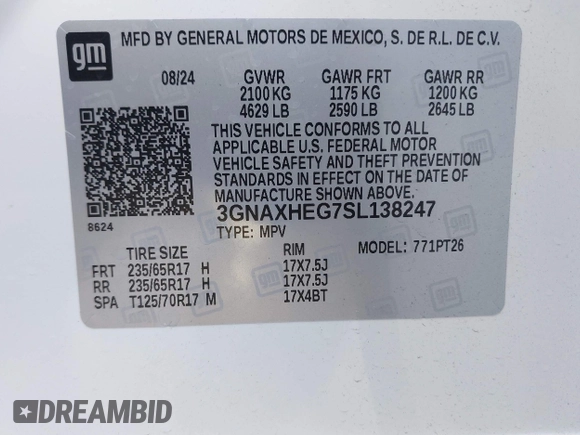 gm MFD BY GENERAL MOTORS DE MEXICO, S. DE R.L. DE C.V.
08/24 GVWR GAWR FRT GAWR RR
2100 KG 1175 KG 1200 KG
4629 LB 2590 LB 2645 LB
THIS VEHICLE CONFORMS TO ALL
APPLICABLE U.S. FEDERAL MOTOR
VEHICLE SAFETY AND THEFT PREVENTION
STANDARDS IN EFFECT ON THE DATE OF
MANUFACTURE SHOWN ABOVE.
8624 3GNAXHEG7SL138247
TYPE: MPV
TIRE SIZE RIM MODEL: 771PT26
FRT 235/65R17 H 17X7.5J
RR 235/65R17 H 17X7.5J
SPA T125/70R17 M 17X4BT
DREAMBID